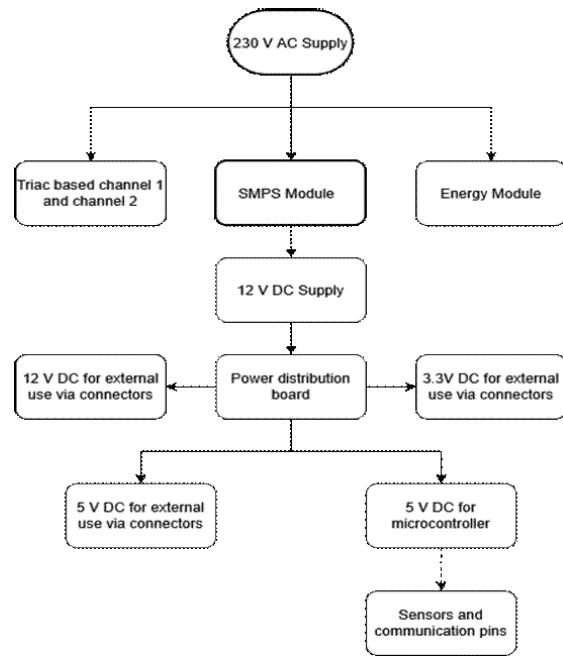 230 V AC Supply
Triac based channel 1
and channel 2
SMPS Module
Energy Module
12 V DC Supply
12 V DC for external
use via connectors
Power distribution
board
3.3V DC for external
use via connectors
5 V DC for external
use via connectors
5 V DC for
microcontroller
Sensors and
communication pins